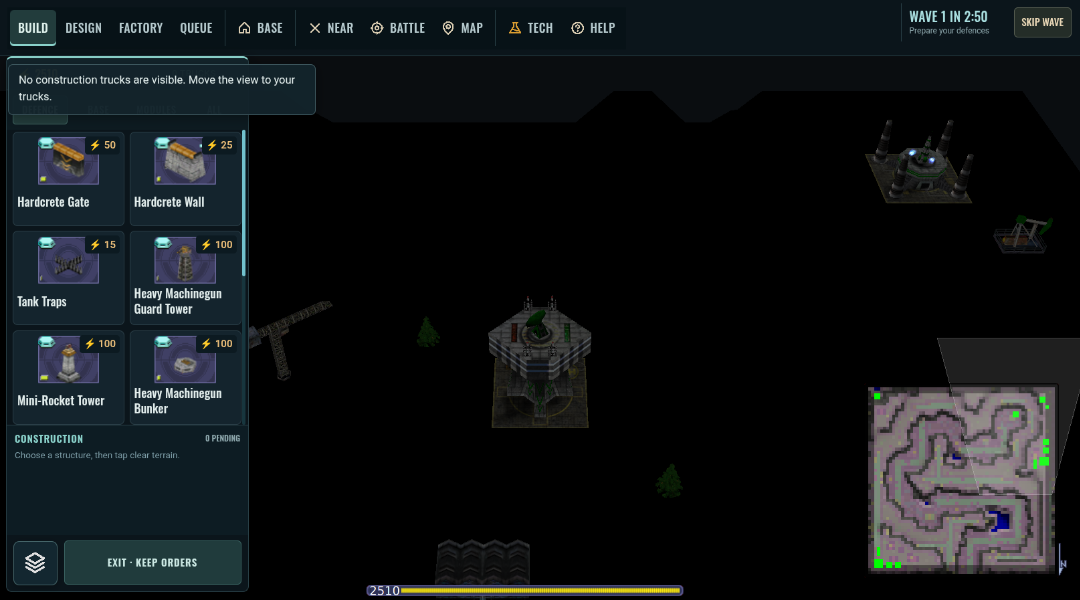 BUILD
DESIGN
FACTORY
QUEUE
BASE
NEAR
BATTLE
MAP
TECH
HELP
WAVE 1 IN 2:50
Prepare your defences
SKIP WAVE
No construction trucks are visible. Move the view to your
trucks.
50
Hardcrete Gate
25
Hardcrete Wall
15
Tank Traps
100
Heavy Machinegun
Guard Tower
100
Mini-Rocket Tower
100
Heavy Machinegun
Bunker
CONSTRUCTION
0 PENDING
Choose a structure, then tap clear terrain.
EXIT · KEEP ORDERS
2510
N